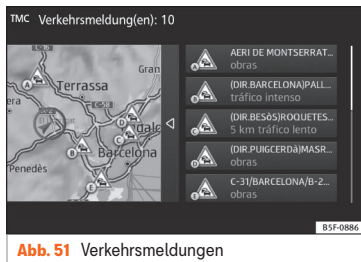 TMC Verkehrsmeldung(en): 10
Terrassa
Gran
C-58
Barcelona
Penedès
A AERI DE MONTSERRAT...
obras
B (DIR.BARCELONA)PALL...
tráfico intenso
C (DIR.BESòS)ROQUETES...
5 km tráfico lento
D (DIR.PUIGCERDà)MASR...
obras
E C-31/BARCELONA/B-2...
obras
B5F-0886
Abb. 51 Verkehrsmeldungen